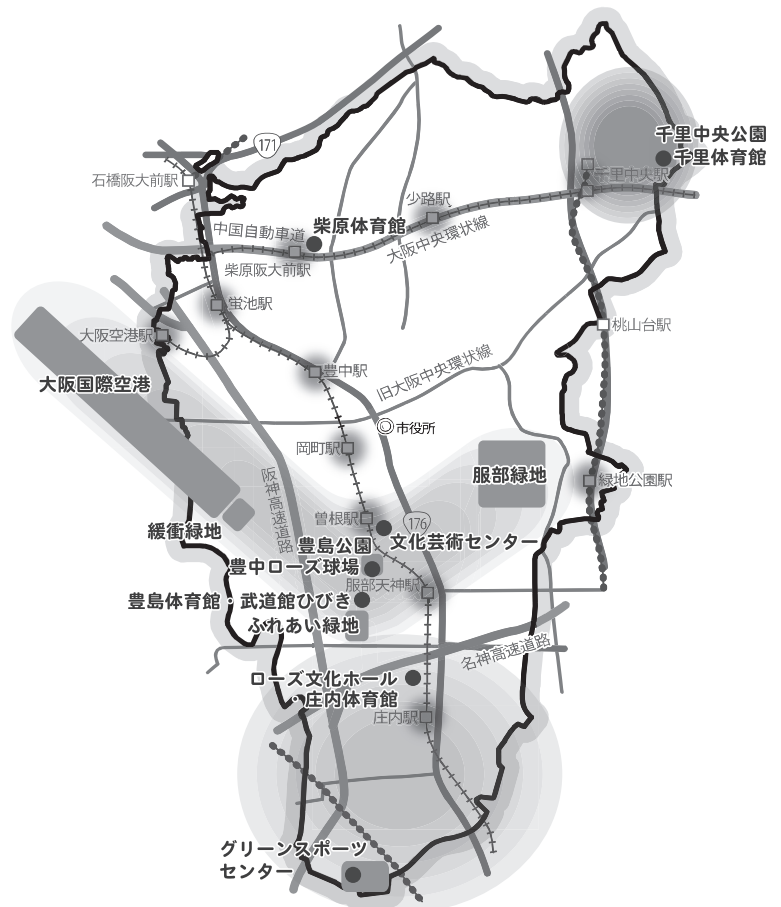 171
千里中央公園
千里体育館
千里中央駅
石橋阪大前駅
少路駅
柴原体育館
中国自動車道
大阪中央環状線
柴原阪大前駅
蛍池駅
大阪空港駅
桃山台駅
豊中駅
旧大阪中央環状線
大阪国際空港
市役所
岡町駅
服部緑地
緑地公園駅
阪神高速道路
曽根駅
176
緩衝緑地
豊島公園
文化芸術センター
豊中ローズ球場
服部天神駅
豊島体育館・武道館ひびき
ふれあい緑地
名神高速道路
ローズ文化ホール
・庄内体育館
庄内駅
グリーンスポーツ
センター